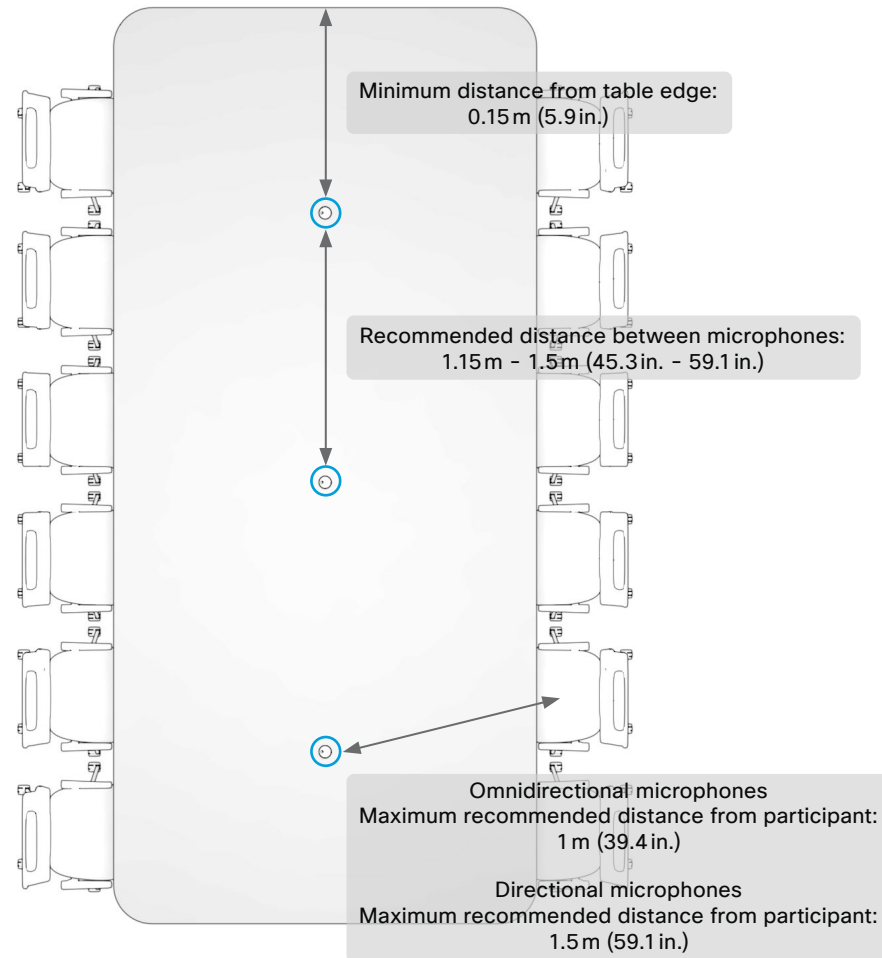 Minimum distance from table edge:
0.15 m (5.9 in.)
Recommended distance between microphones:
1.15 m - 1.5 m (45.3 in. - 59.1 in.)
Omnidirectional microphones
Maximum recommended distance from participant:
1 m (39.4 in.)
Directional microphones
Maximum recommended distance from participant:
1.5 m (59.1 in.)